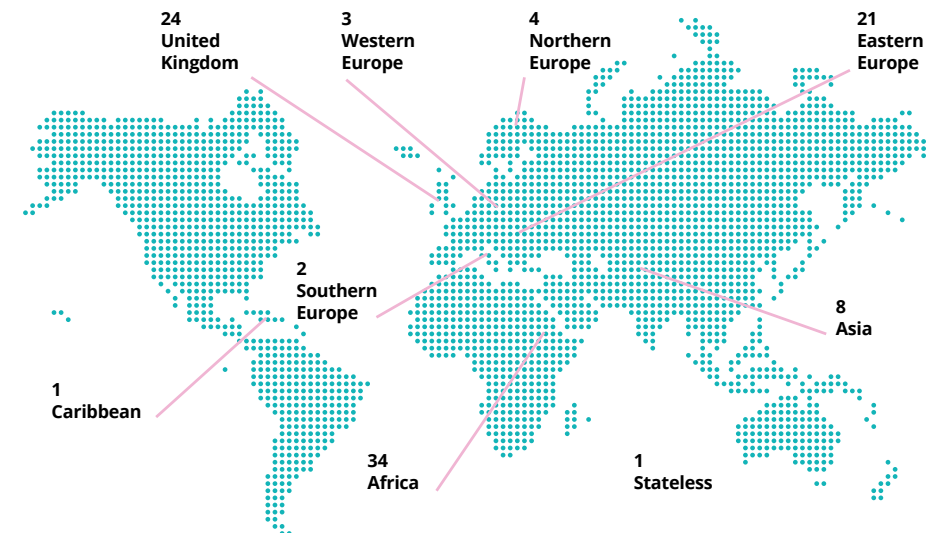 24
United
Kingdom
3
Western
Europe
4
Northern
Europe
21
Eastern
Europe
2
Southern
Europe
8
Asia
1
Caribbean
34
Africa
1
Stateless